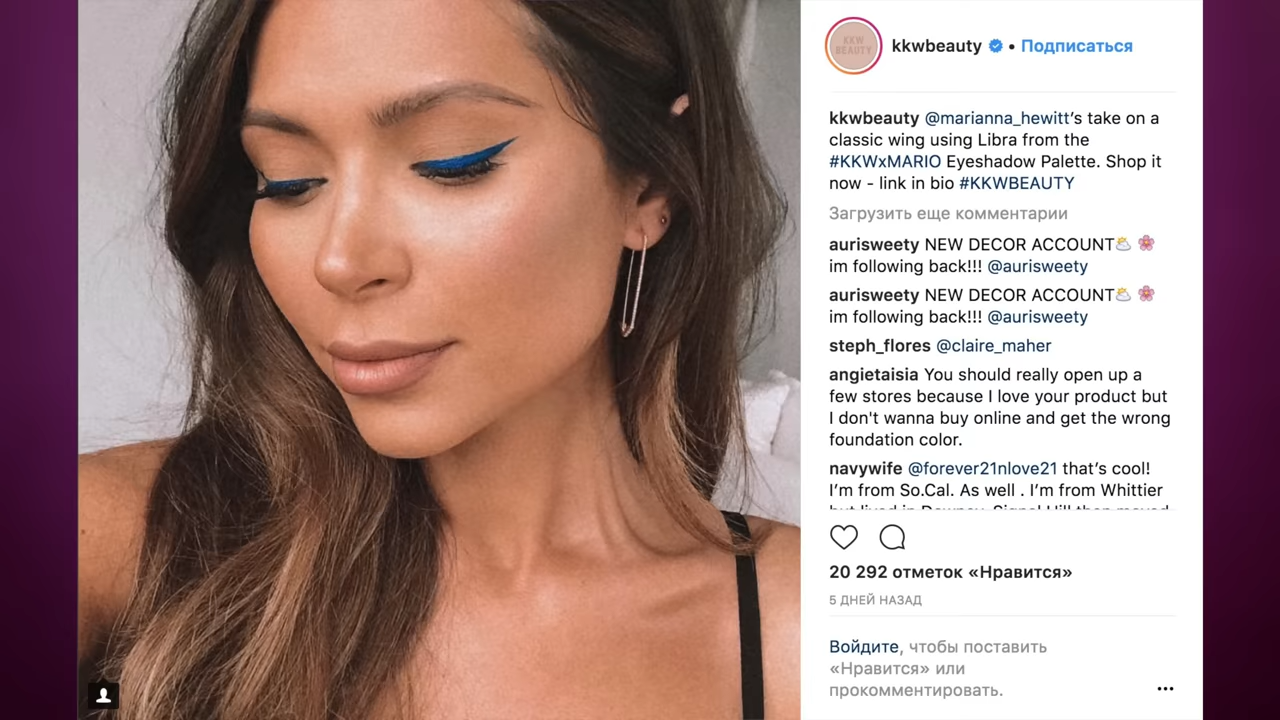 KKW
BEAUTY
kkwbeauty • Подписаться
kkwbeauty @marianna_hewitt’s take on a
classic wing using Libra from the
#KKWxMARIO Eyeshadow Palette. Shop it
now - link in bio #KKWBEAUTY
Загрузить еще комментарии
aurisweety NEW DECOR ACCOUNT⛅ 🌸
im following back!!! @aurisweety
aurisweety NEW DECOR ACCOUNT⛅ 🌸
im following back!!! @aurisweety
steph_flores @claire_maher
angietaisia You should really open up a
few stores because I love your product but
I don't wanna buy online and get the wrong
foundation color.
navywife @forever21nlove21 that’s cool!
I’m from So.Cal. As well . I’m from Whittier
20 292 отметок «Нравится»
5 ДНЕЙ НАЗАД
Войдите, чтобы поставить
«Нравится» или
прокомментировать.